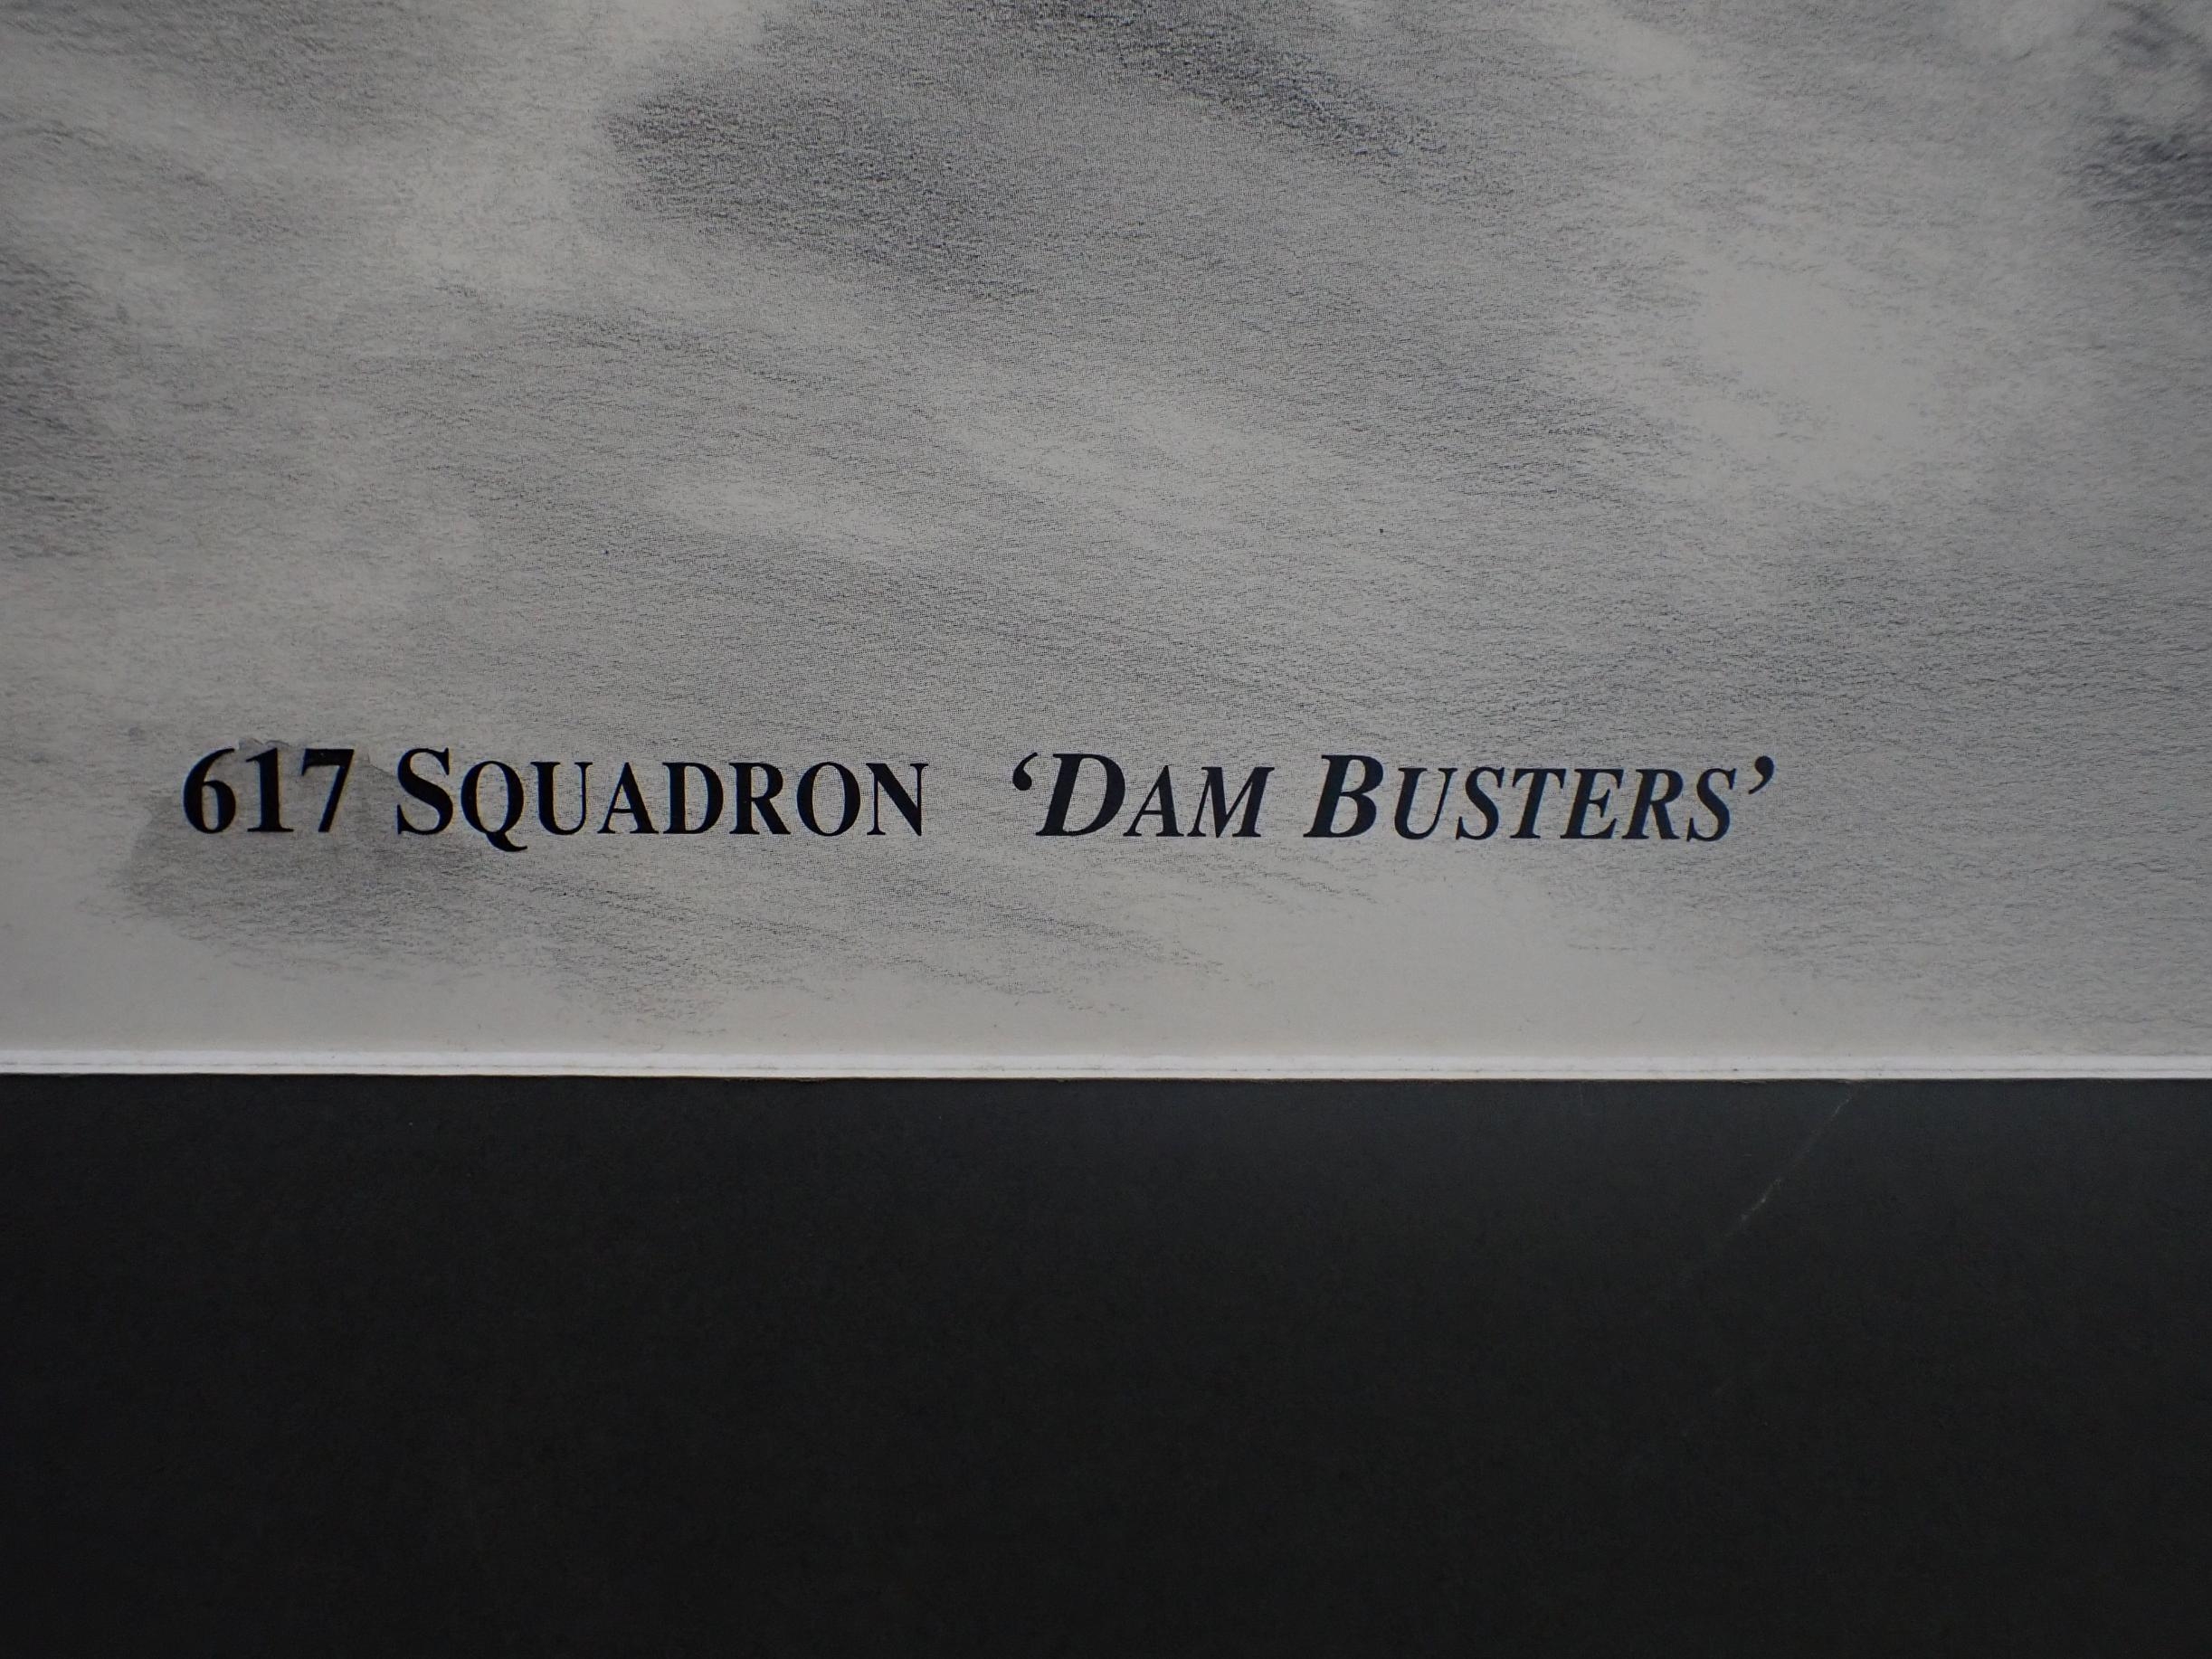 617 SQUADRON ‘DAM BUSTERS’